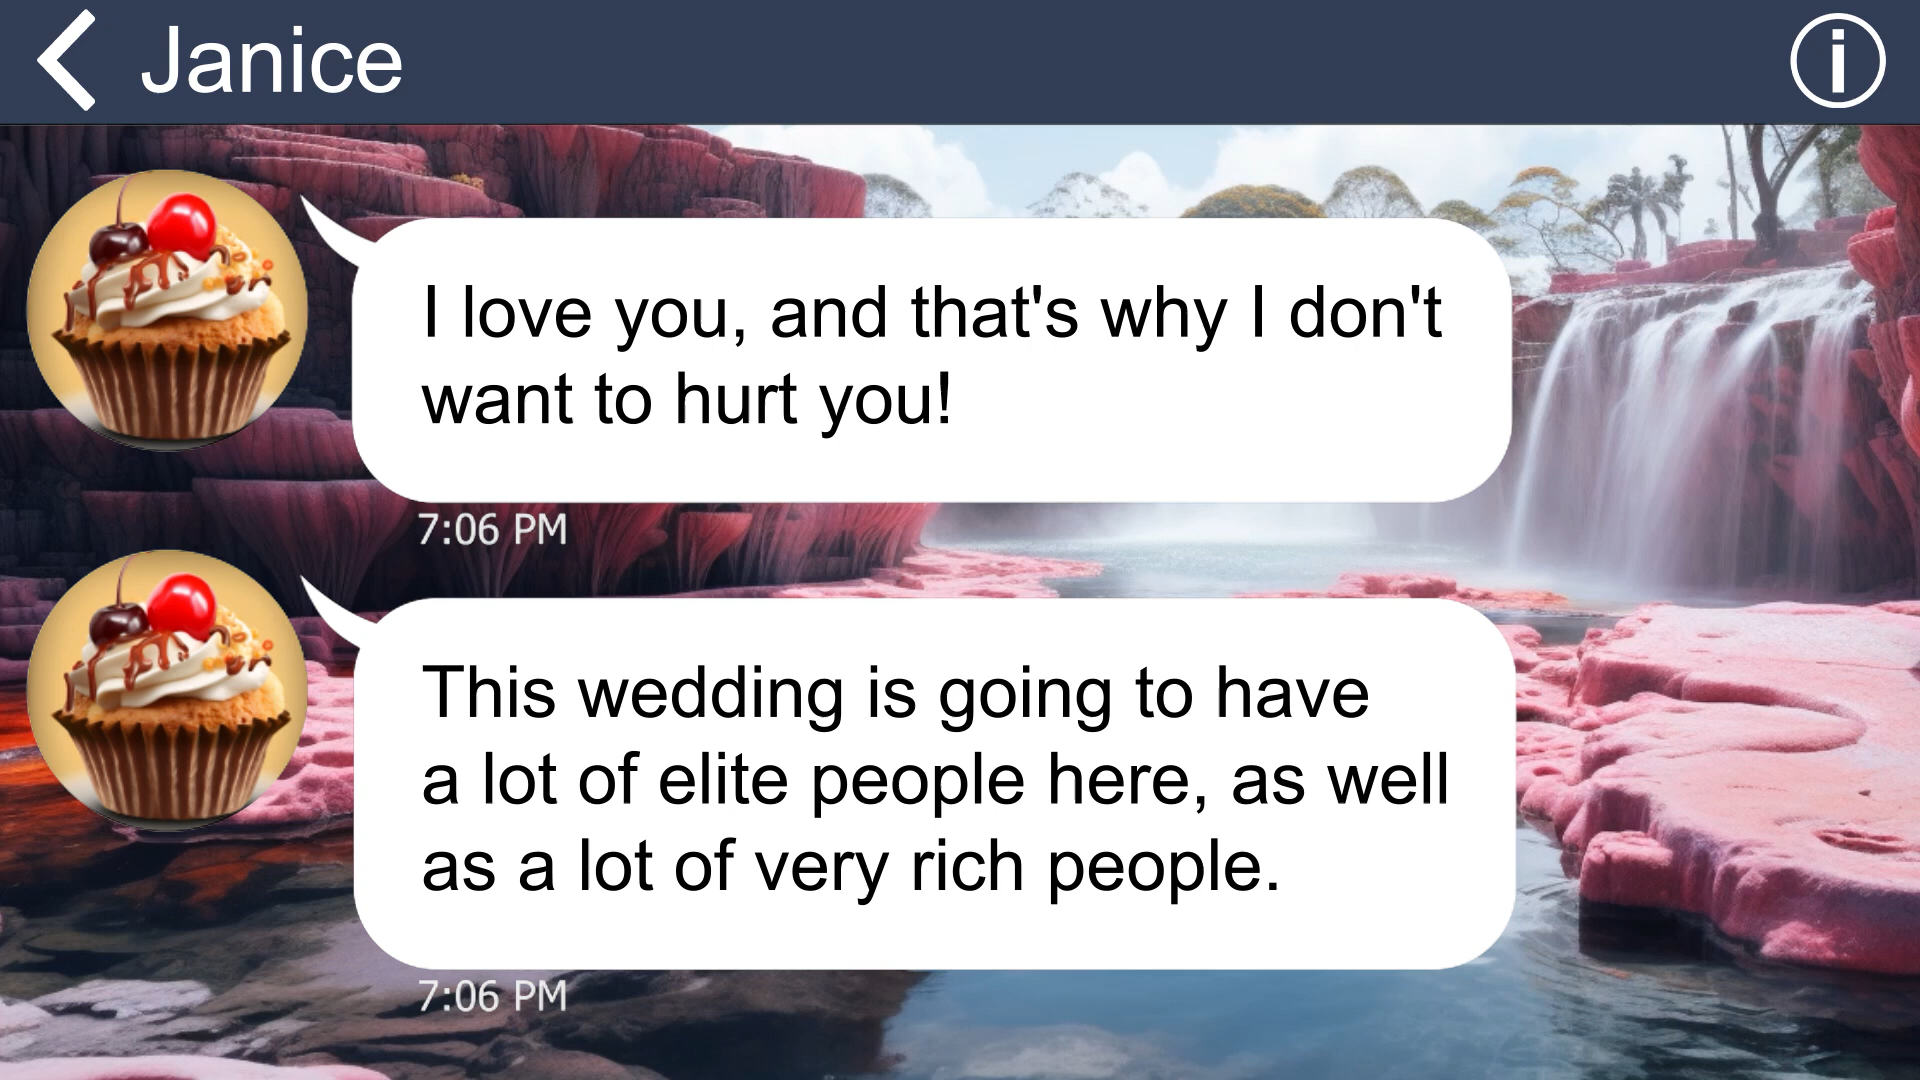 Janice
I love you, and that's why I don't
want to hurt you!
7:06 PM
This wedding is going to have
a lot of elite people here, as well
as a lot of very rich people.
7:06 PM